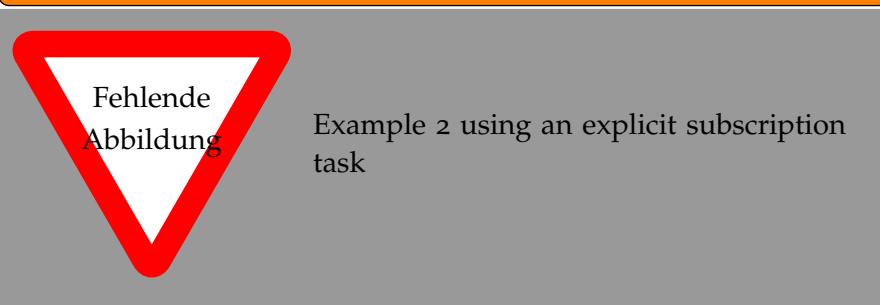 Fehlende
Abbildung
Example 2 using an explicit subscription
task